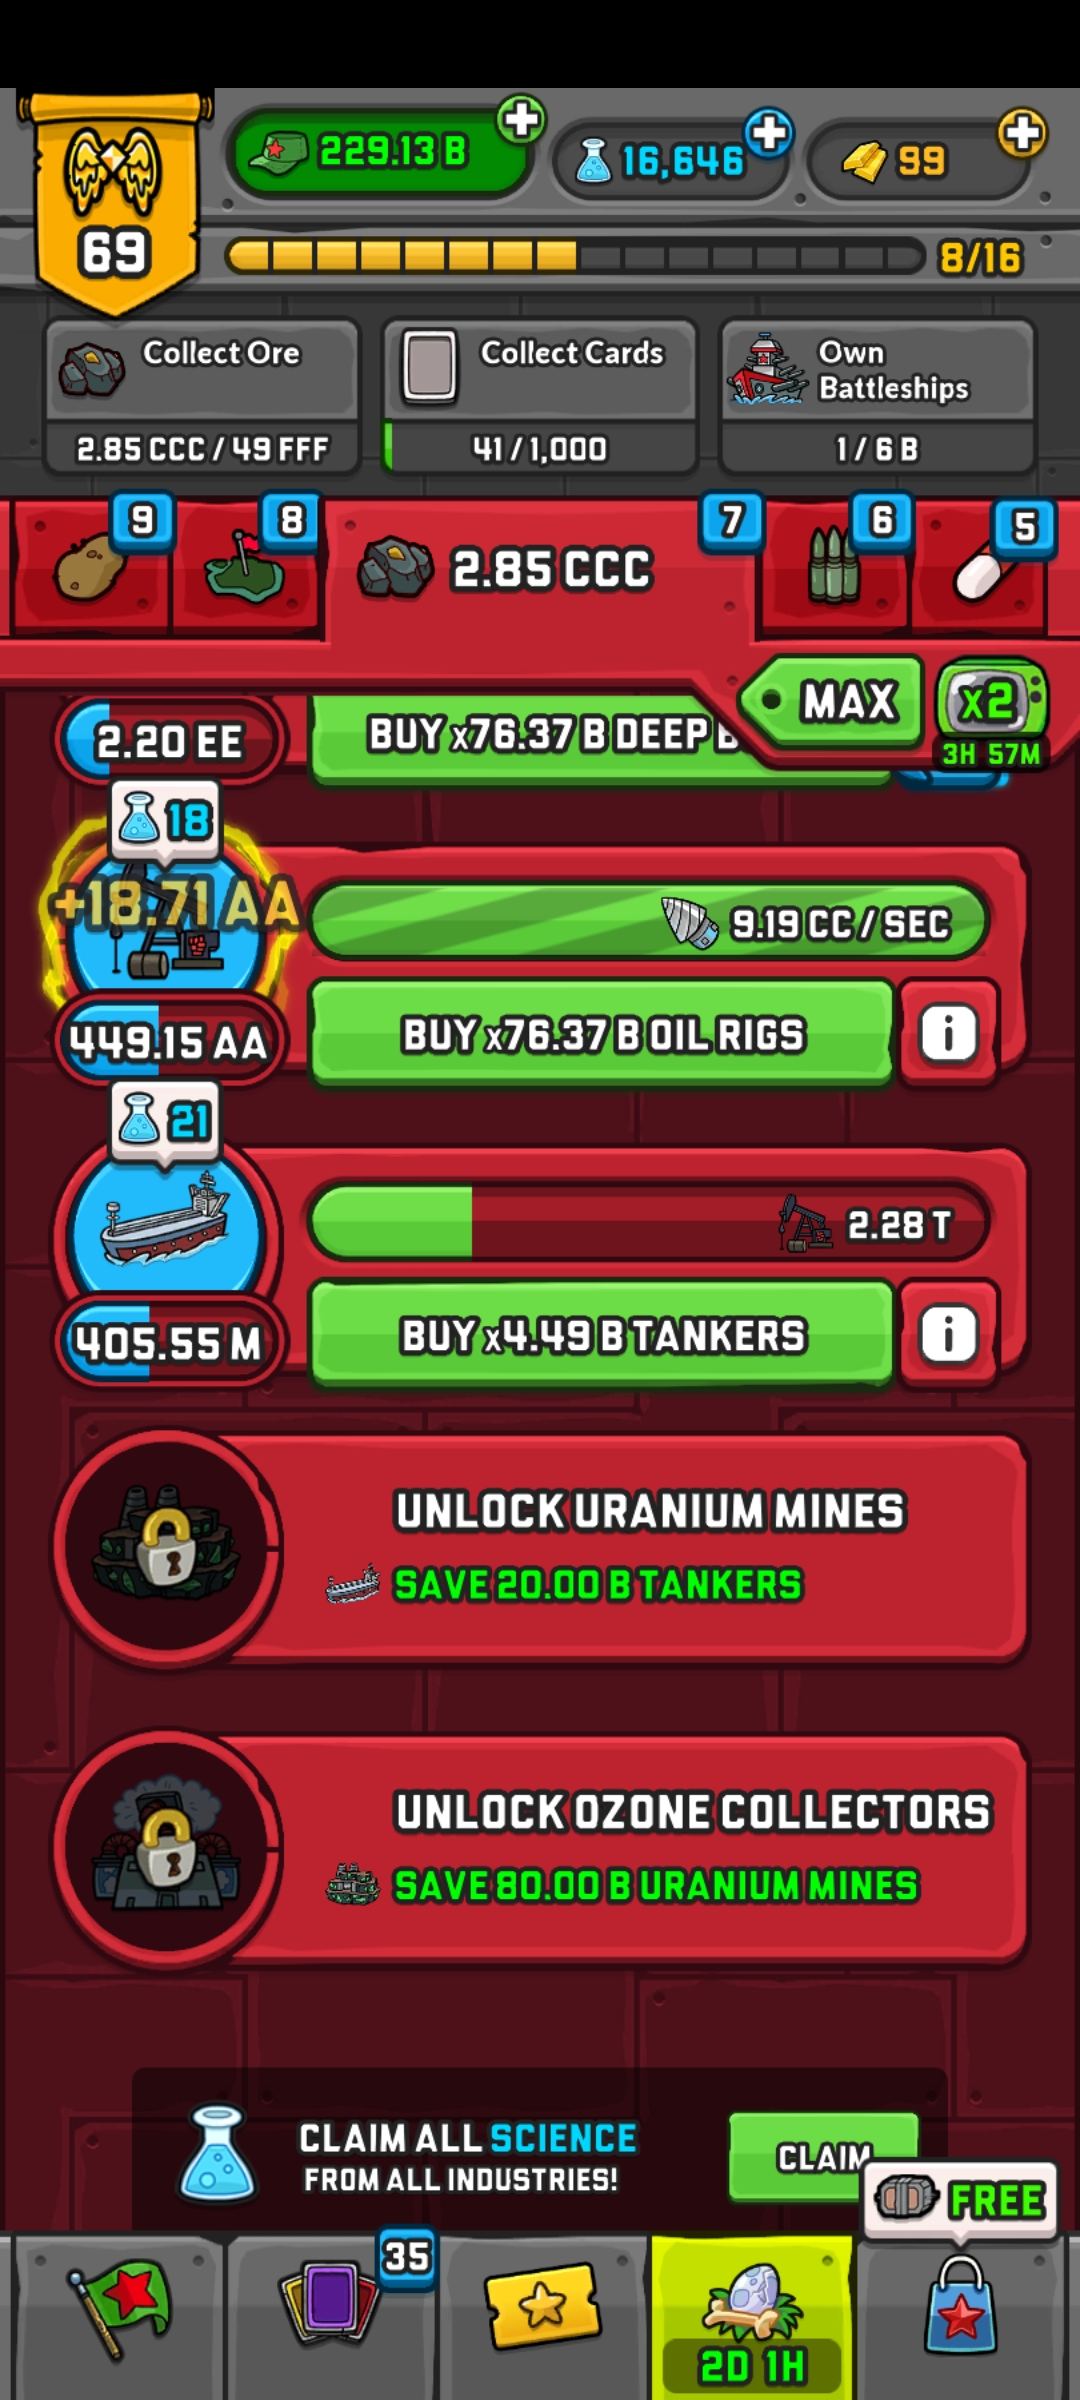 69
229.13 B
16,646
99
8/16
Collect Ore
2.85 CCC / 49 FFF
Collect Cards
41 / 1,000
Own
Battleships
1 / 6 B
9
8
2.85 CCC
7
6
5
MAX
x2
3H 57M
2.20 EE
BUY x76.37 B DEEP
18
+18.71 AA
9.19 CC / SEC
449.15 AA
BUY x76.37 B OIL RIGS
i
21
2.28 T
405.55 M
BUY x4.49 B TANKERS
i
UNLOCK URANIUM MINES
SAVE 20.00 B TANKERS
UNLOCK OZONE COLLECTORS
SAVE 80.00 B URANIUM MINES
CLAIM ALL SCIENCE
FROM ALL INDUSTRIES!
CLAIM
FREE
35
2D 1H